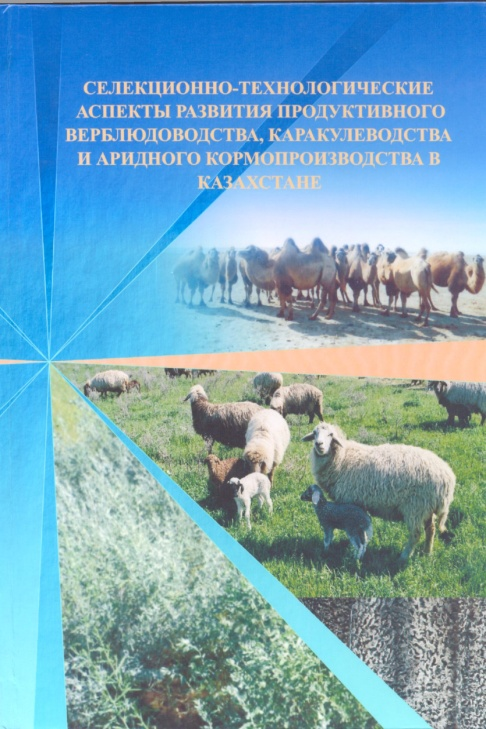 СЕЛЕКЦИОННО-ТЕХНОЛОГИЧЕСКИЕ
АСПЕКТЫ РАЗВИТИЯ ПРОДУКТИВНОГО
ВЕРБЛЮДОВОДСТВА, КАРАКУЛЕВОДСТВА
И АРИДНОГО КОРМОПРОИЗВОДСТВА В
КАЗАХСТАНЕ